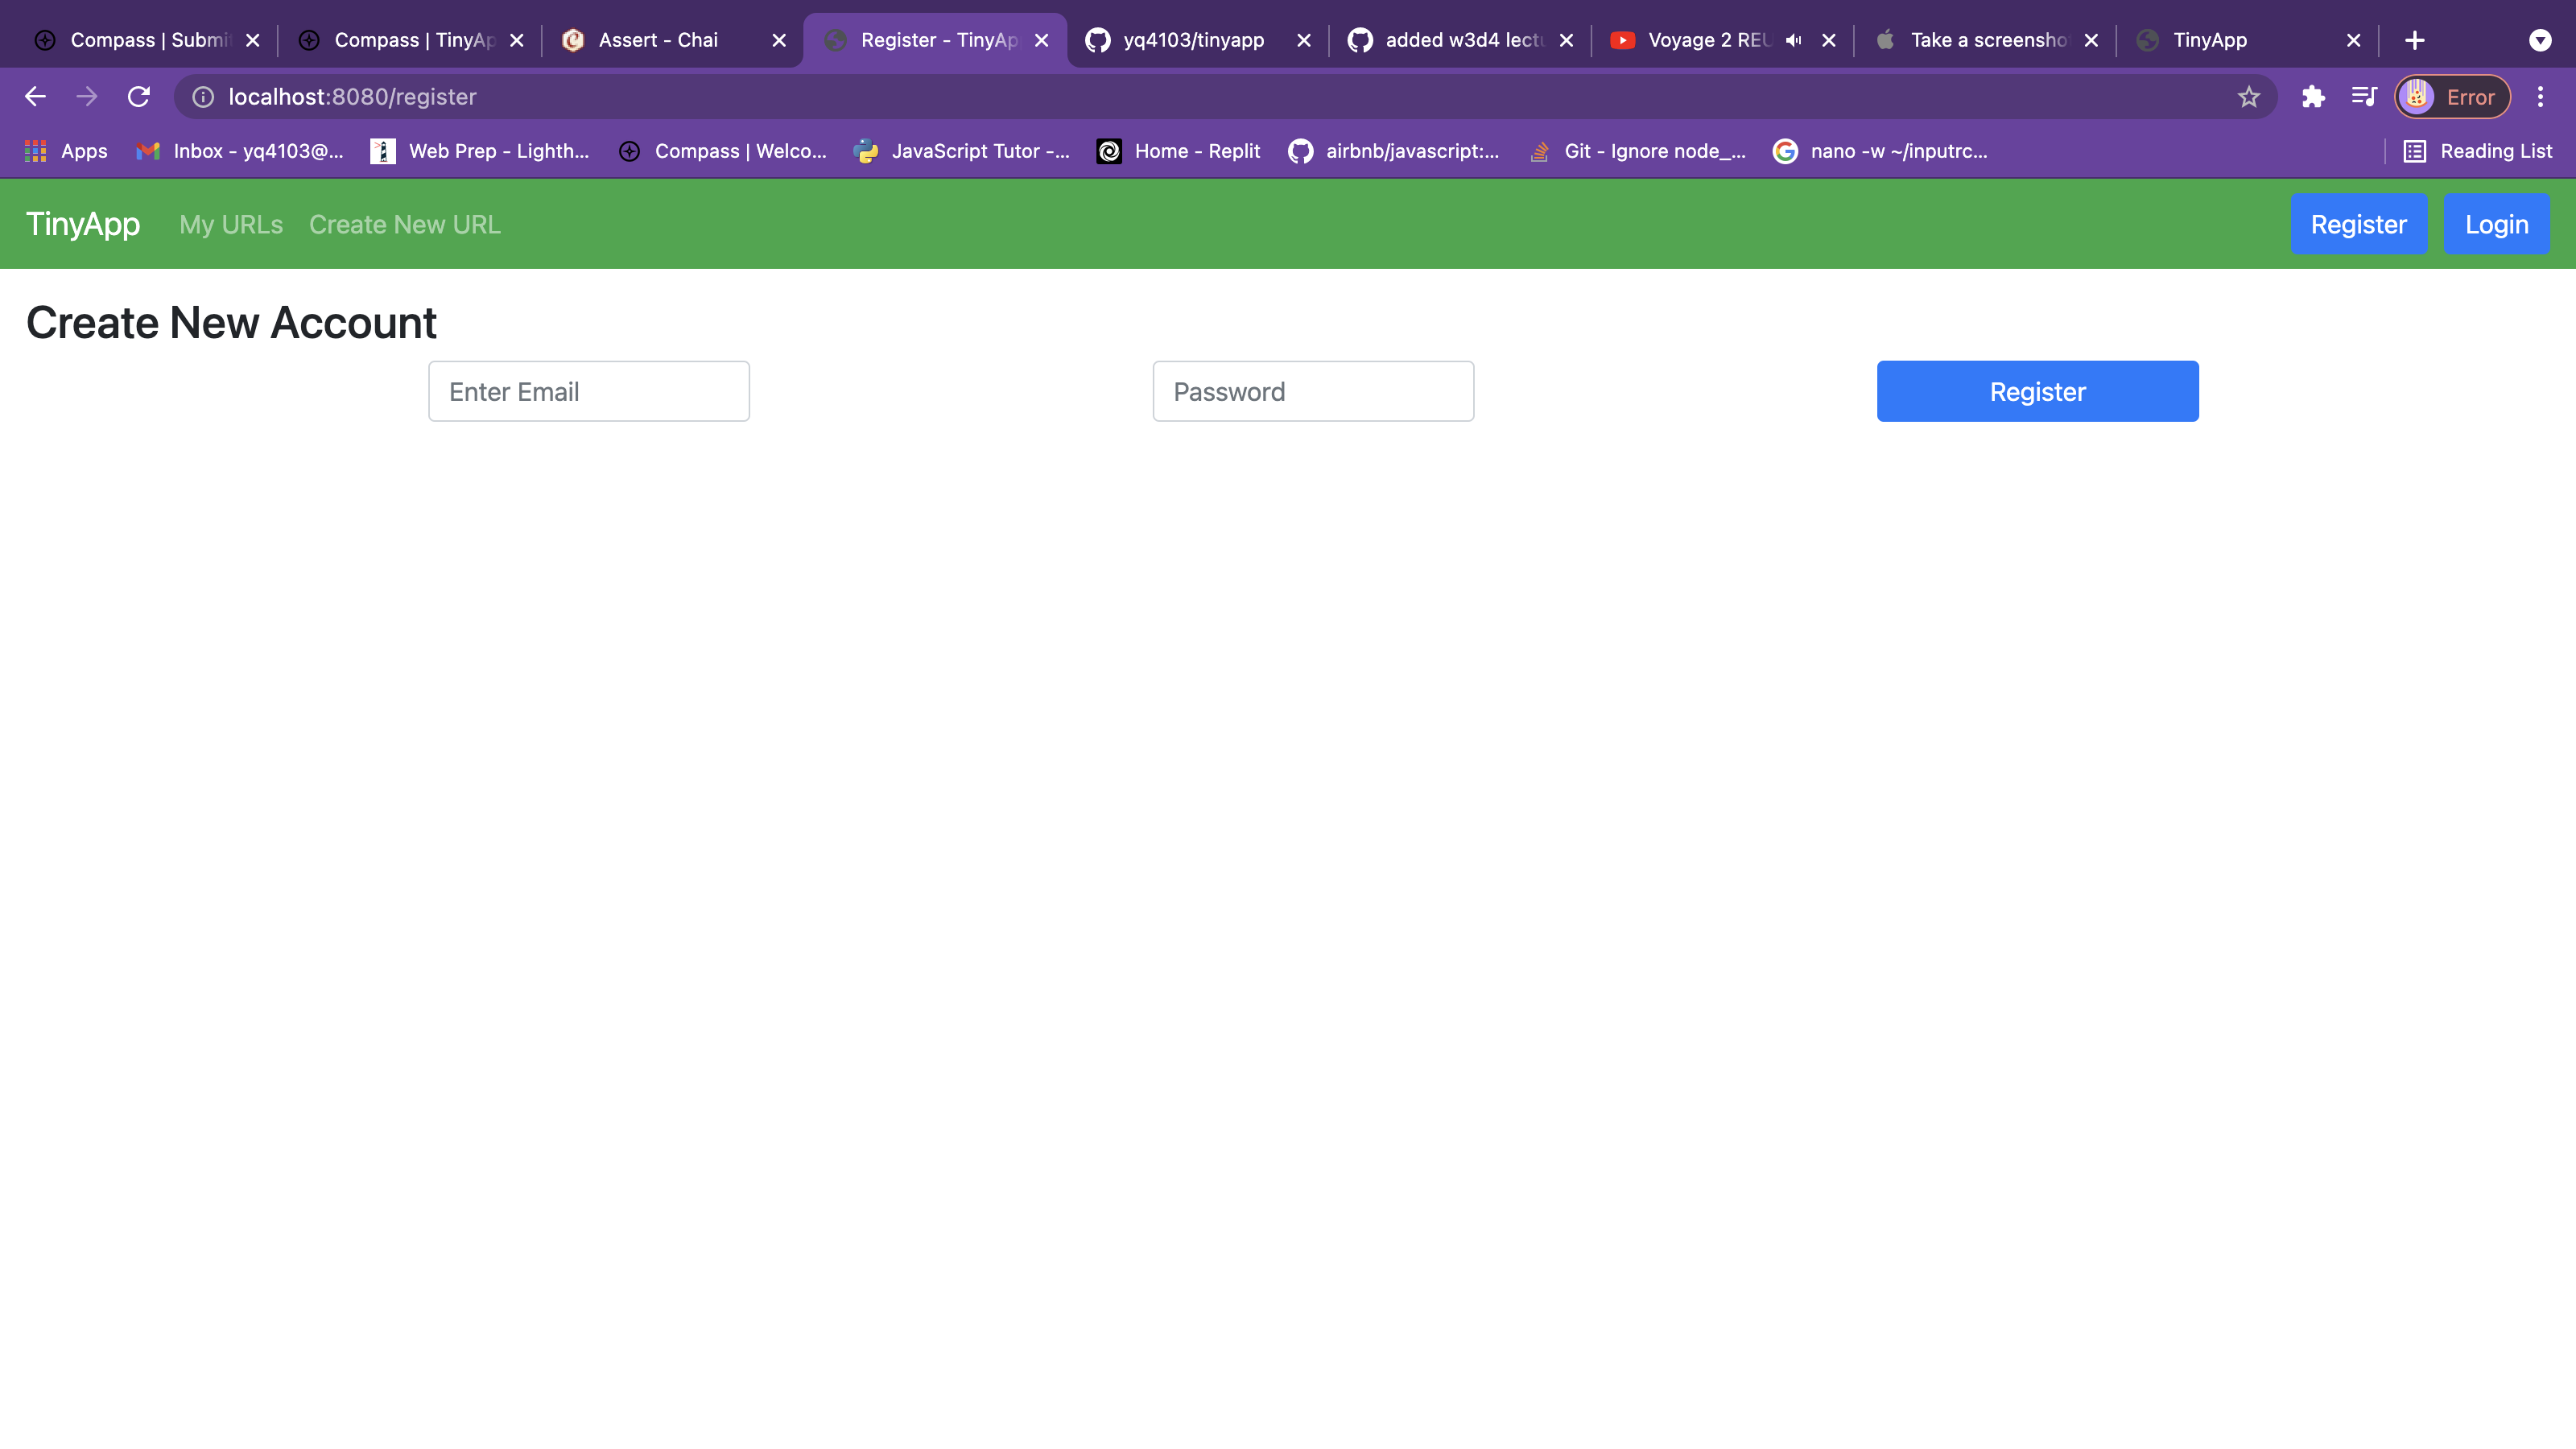 Compass | Submi
Compass | TinyAp
Assert - Chai
Register - TinyAp
yq4103/tinyapp
added w3d4 lectu
Voyage 2 REU
Take a screensho
TinyApp
localhost:8080/register
Error
Apps
Inbox - yq4103@...
Web Prep - Lighth...
Compass | Welco...
JavaScript Tutor -...
Home - Replit
airbnb/javascript:...
Git - Ignore node_...
nano -w ~/inputrc...
Reading List
TinyApp
My URLs
Create New URL
Register
Login
Create New Account
Enter Email
Password
Register